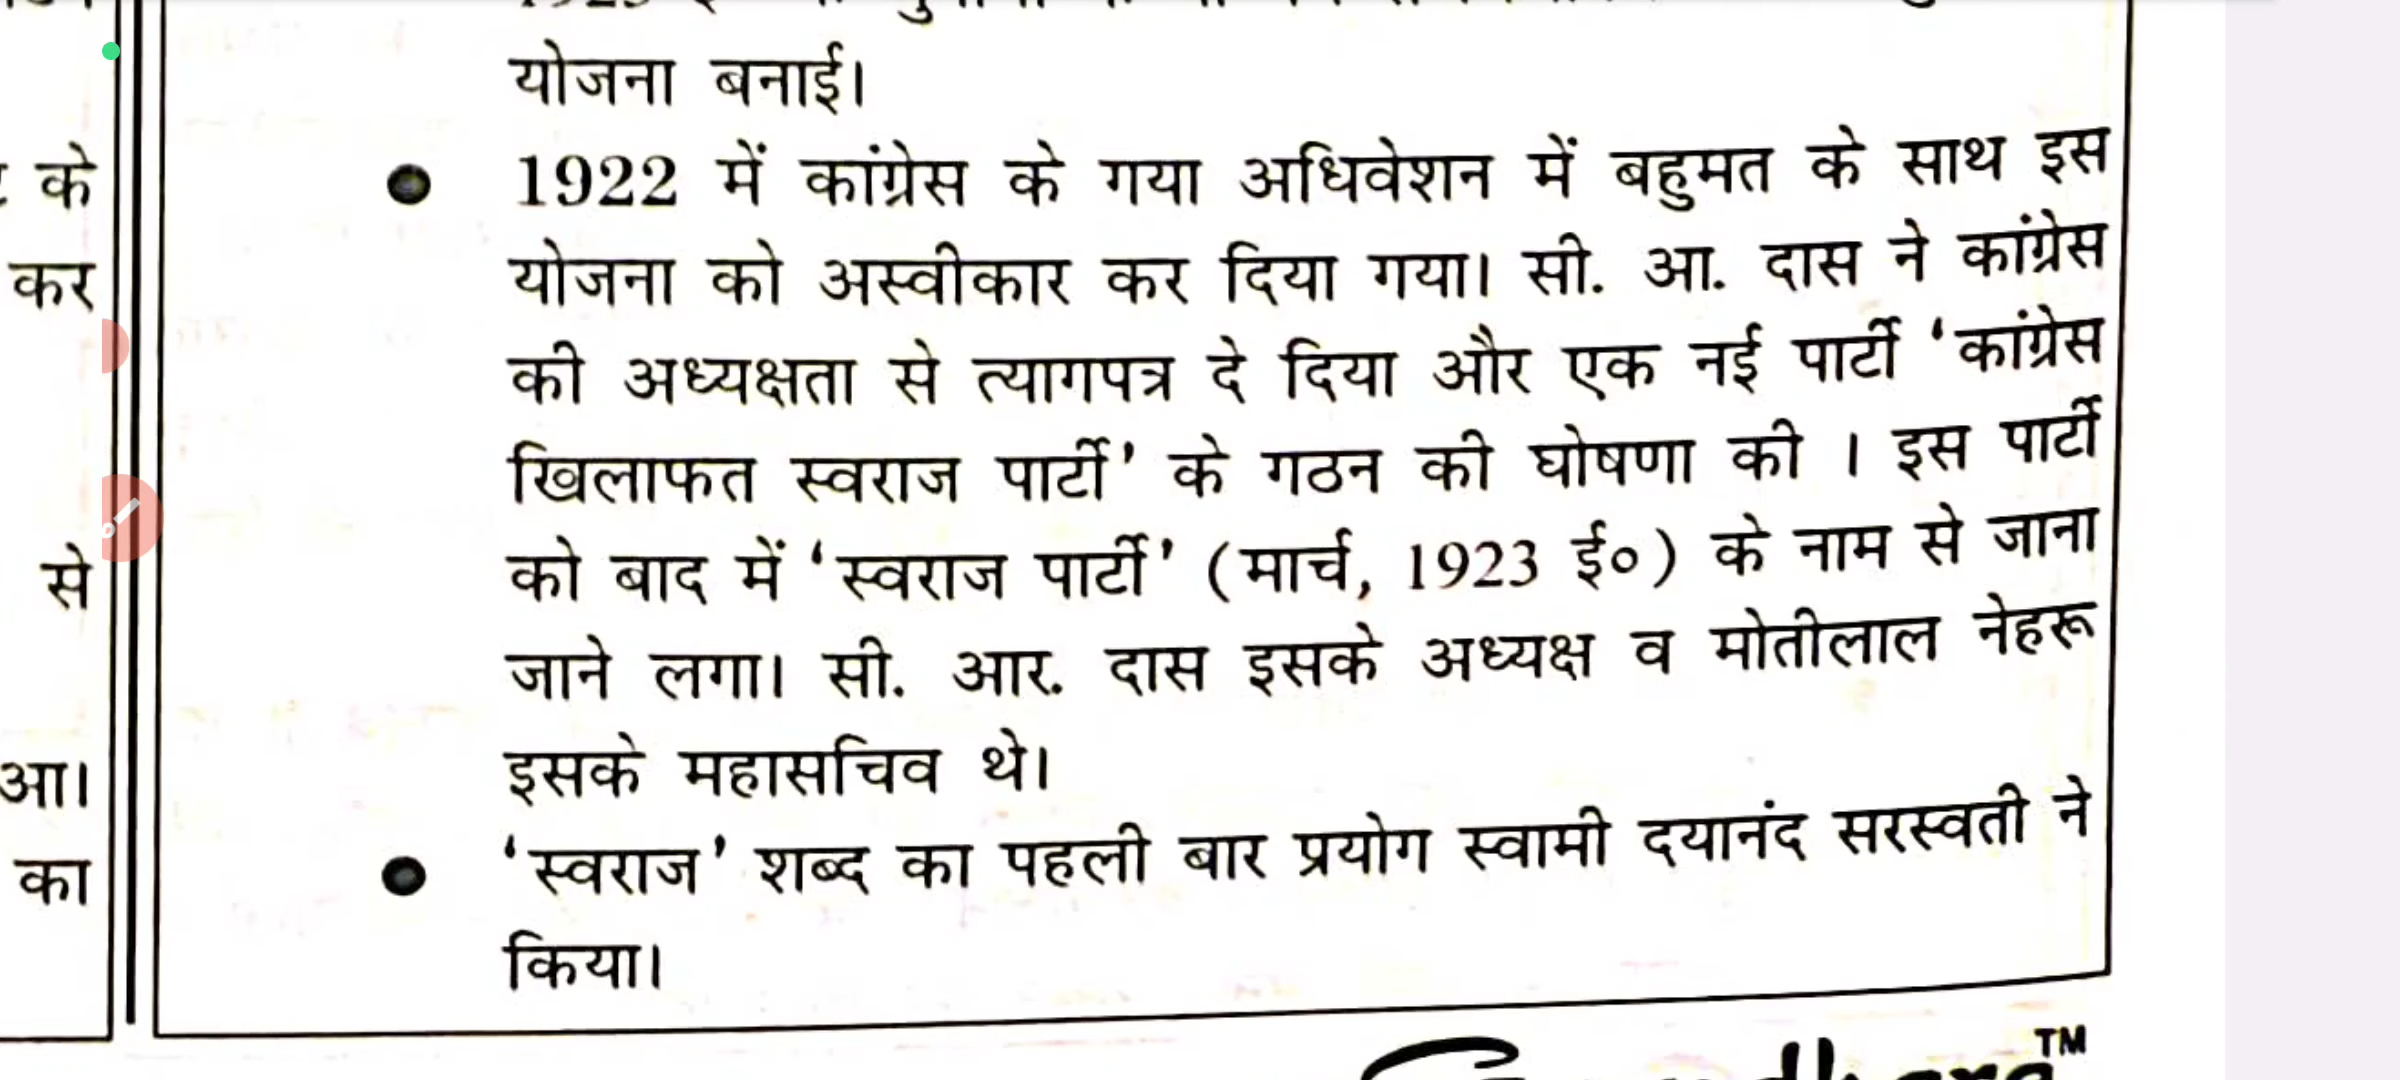 योजना बनाई।
● 1922 में कांग्रेस के गया अधिवेशन में बहुमत के साथ इस
के
योजना को अस्वीकार कर दिया गया। सी. आ. दास ने कांग्रेस
कर
की अध्यक्षता से त्यागपत्र दे दिया और एक नई पार्टी ‘कांग्रेस
खिलाफत स्वराज पार्टी’ के गठन की घोषणा की । इस पार्टी
को बाद में ‘स्वराज पार्टी’ (मार्च, 1923 ई०) के नाम से जाना
से
जाने लगा। सी. आर. दास इसके अध्यक्ष व मोतीलाल नेहरू
इसके महासचिव थे।
आ।
● ‘स्वराज’ शब्द का पहली बार प्रयोग स्वामी दयानंद सरस्वती ने
का
किया।
TM